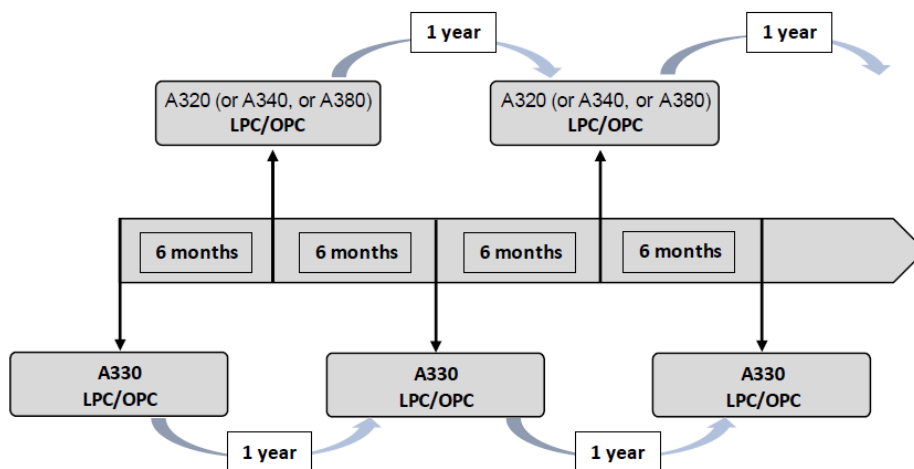 1 year
1 year
A320 (or A340, or A380)
LPC/OPC
A320 (or A340, or A380)
LPC/OPC
6 months
6 months
6 months
6 months
A330
LPC/OPC
A330
LPC/OPC
A330
LPC/OPC
1 year
1 year